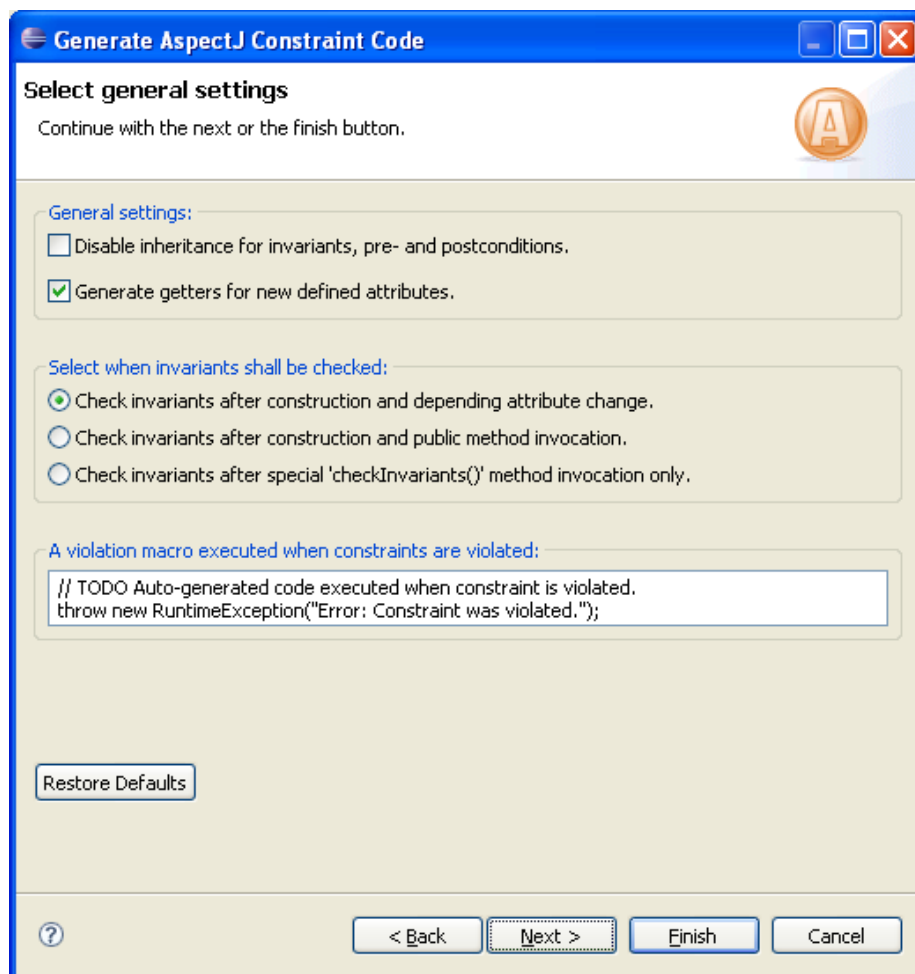 Generate AspectJ Constraint Code
Select general settings
Continue with the next or the finish button.
A
General settings:
Disable inheritance for invariants, pre- and postconditions.
Generate getters for new defined attributes.
Select when invariants shall be checked:
Check invariants after construction and depending attribute change.
Check invariants after construction and public method invocation.
Check invariants after special 'checkInvariants()' method invocation only.
A violation macro executed when constraints are violated:
// TODO Auto-generated code executed when constraint is violated.
throw new RuntimeException("Error: Constraint was violated.");
Restore Defaults
?
< Back
Next >
Finish
Cancel